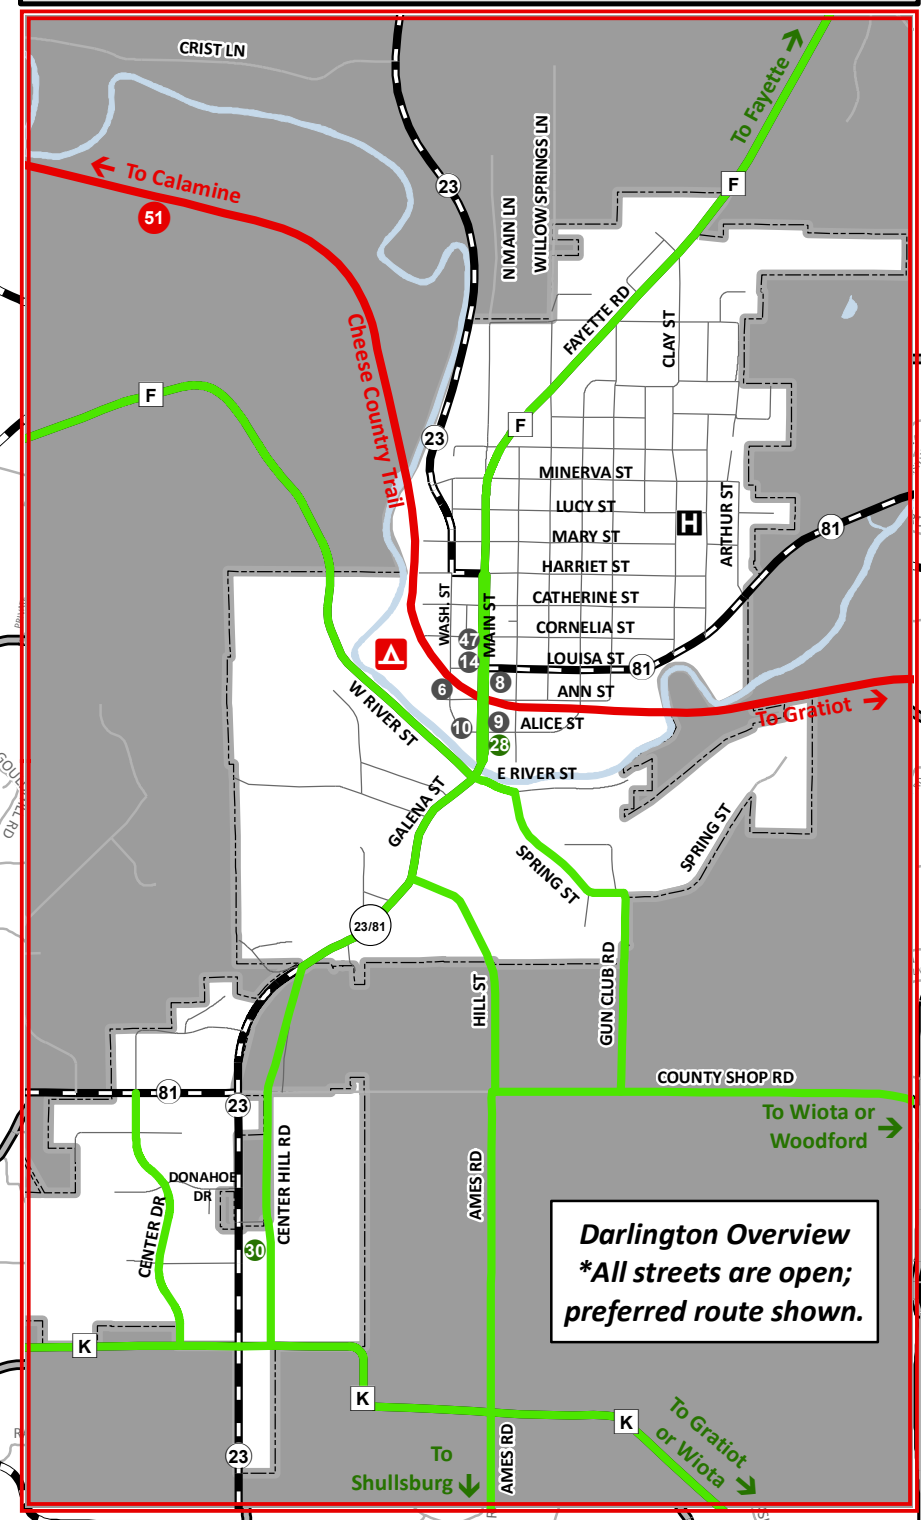 CRIST LN
To Fayette
WILLOW SPRINGS LN
N MAIN LN
F
To Calamine
51
23
FAYETTE RD
CLAY ST
Cheese Country Trail
F
F
23
MINERVA ST
LUCY ST
H
ARTHUR ST
81
MARY ST
HARRIET ST
CATHERINE ST
WASH. ST
MAIN ST
CORNELIA ST
47
14
LOUISA ST
81
8
6
ANN ST
To Gratiot
W RIVER ST
10
9
ALICE ST
28
E RIVER ST
GALENA ST
SPRING ST
SPRING ST
23/81
HILL ST
GUN CLUB RD
COUNTY SHOP RD
81
23
To Wiota or
Woodford
CENTER HILL RD
AMES RD
DONAHOE
DR
CENTER DR
30
Darlington Overview
*All streets are open;
preferred route shown.
K
K
K
To Gratiot
or Wiota
23
To
Shullsburg
AMES RD